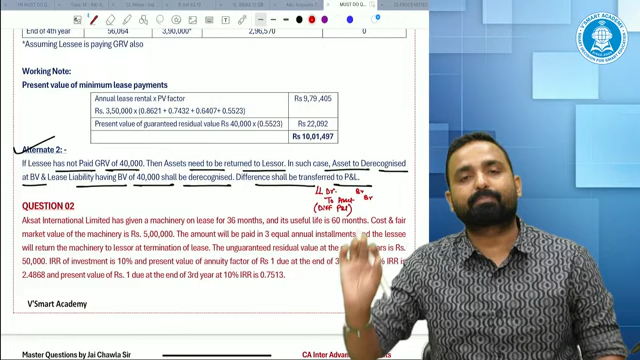 MUST DO Q...
V'SMART ACADEMY
End of 4th year 56,064 3,90,000* 2,96,570 0
*Assuming Lessee is paying GRV also
Working Note:
Present value of minimum lease payments
Annual lease rental x PV factor
Rs. 3,50,000 x (0.8621 + 0.7432 + 0.6407+ 0.5523)
Rs 9,79,405
Present value of guaranteed residual value Rs 40,000 x (0.5523) Rs 22,092
Rs 10,01,497
Alternate 2: -
If Lessee has not Paid GRV of 40,000. Then Assets need to be returned to Lessor. In such case, Asset to Derecognised
at BV & Lease Liability having BV of 40,000 shall be derecognised. Difference shall be transferred to P&L.
LL Dr. BV
To Asset BV
(Diff P&L)
QUESTION 02
Aksat International Limited has given a machinery on lease for 36 months, and its useful life is 60 months. Cost & fair
market value of the machinery is Rs. 5,00,000. The amount will be paid in 3 equal annual installments and the lessee
will return the machinery to lessor at termination of lease. The unguaranteed residual value at the
50,000. IRR of investment is 10% and present value of annuity factor of Rs 1 due at the end of 3 IRR is
2.4868 and present value of Rs. 1 due at the end of 3rd year at 10% IRR is 0.7513.
V'Smart Academy
Master Questions by Jai Chawla Sir
CA Inter Advanced